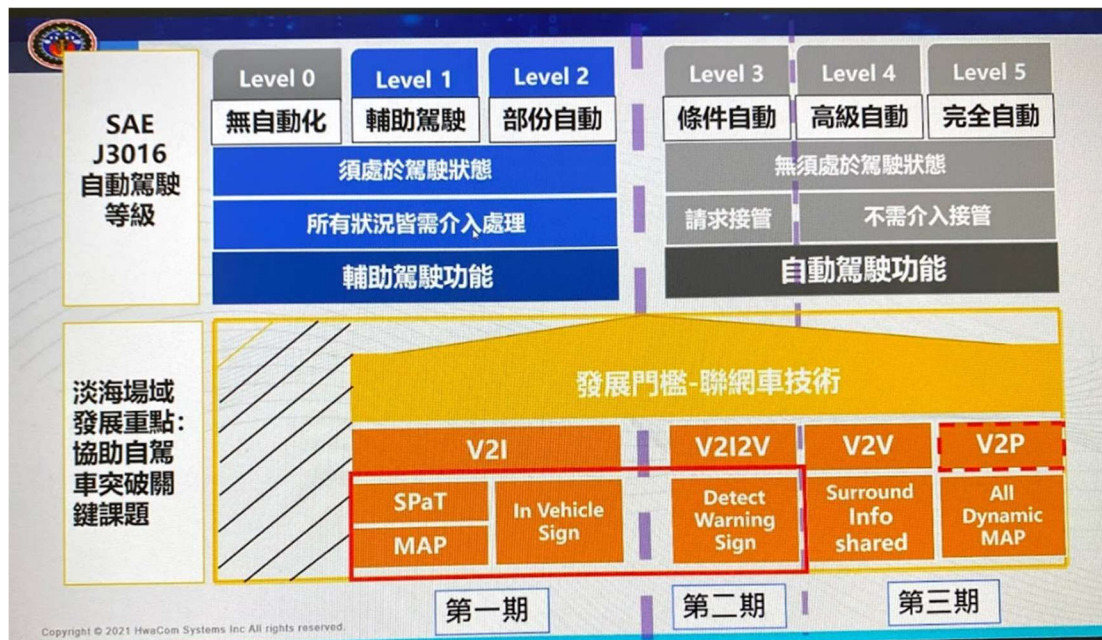 SAE
J3016
自動駕駛
等級
Level 0
Level 1
Level 2
Level 3
Level 4
Level 5
無自動化
輔助駕駛
部份自動
條件自動
高級自動
完全自動
須處於駕駛狀態
無須處於駕駛狀態
所有狀況皆需介入處理
請求接管
不需介入接管
輔助駕駛功能
自動駕駛功能
淡海場域
發展重點:
協助自駕
車突破關
鍵課題
發展門檻-聯網車技術
V2I
V2I2V
V2V
V2P
SPaT
MAP
In Vehicle
Sign
Detect
Warning
Sign
Surround
Info
shared
All
Dynamic
MAP
第一期
第二期
第三期
Copyright © 2021 HwaCom Systems Inc All rights reserved.